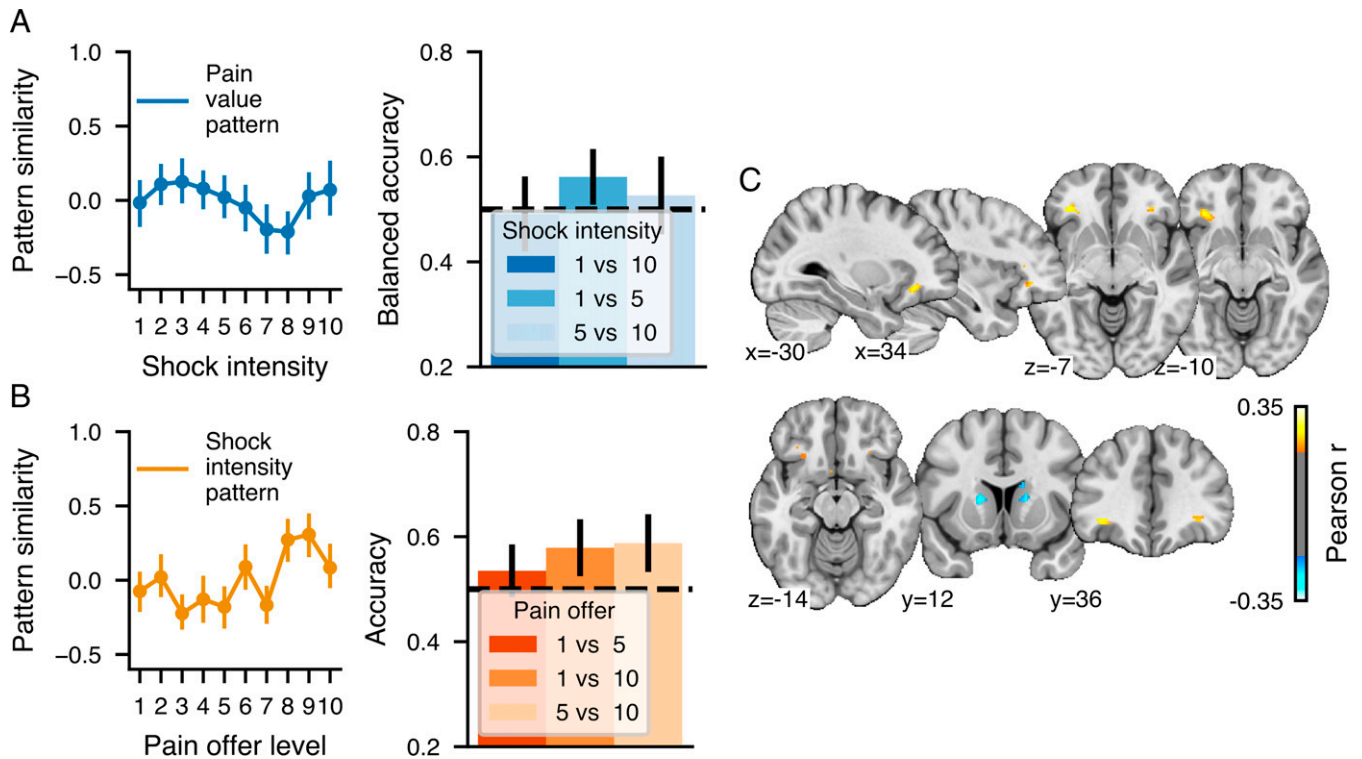 A
Pattern similarity
1.0
0.5
0.0
−0.5
Pain
value
pattern
1 2 3 4 5 6 7 8 9 10
Shock intensity
Balanced accuracy
0.8
0.6
0.4
0.2
Shock intensity
1 vs 10
1 vs 5
5 vs 10
B
Pattern similarity
1.0
0.5
0.0
−0.5
Shock
intensity
pattern
1 2 3 4 5 6 7 8 9 10
Pain offer level
Accuracy
0.8
0.6
0.4
0.2
Pain offer
1 vs 5
1 vs 10
5 vs 10
C
x=-30
x=34
z=-7
z=-10
z=-14
y=12
y=36
0.35
-0.35
Pearson r